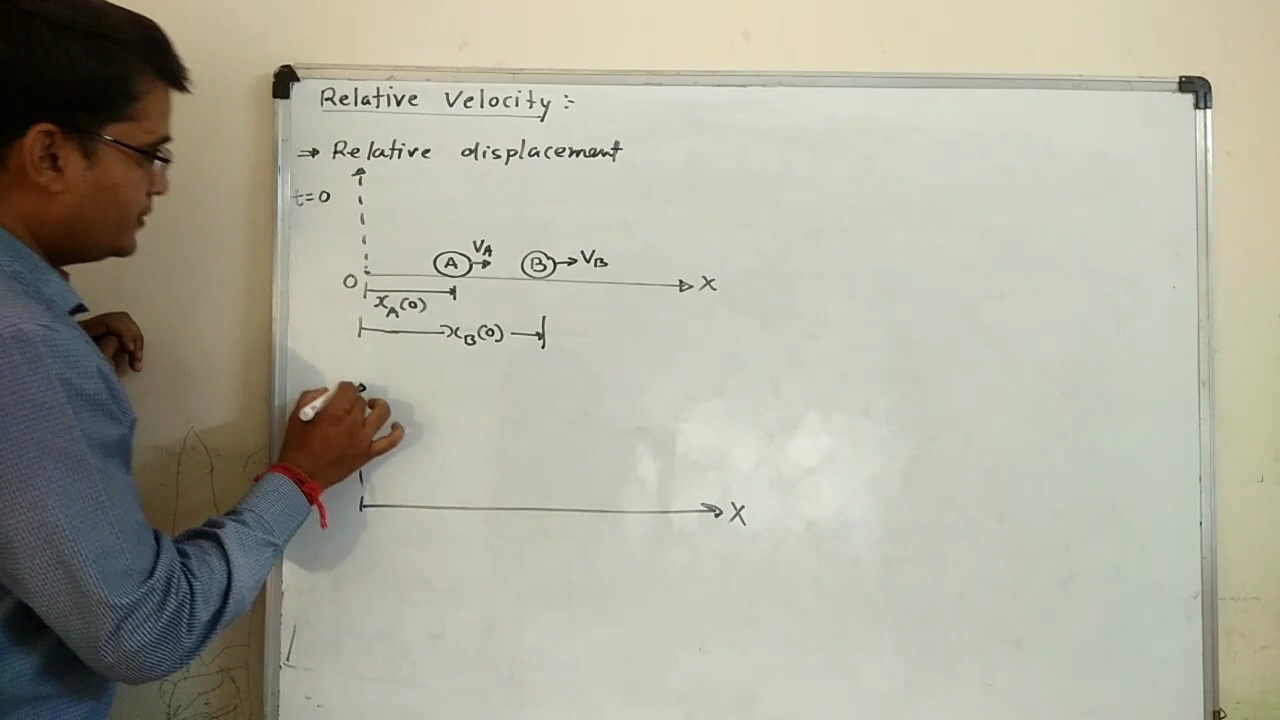 Relative Velocity :-
⇒ Relative displacement
t=0
A V_A B V_B
O X
x_A(0)
x_B(0)
X